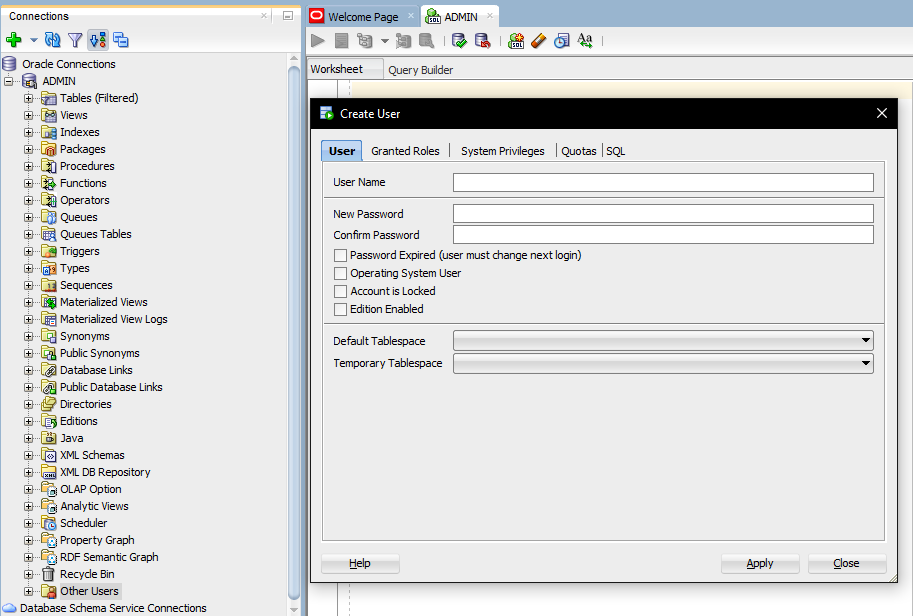 Connections
Oracle Connections
ADMIN
Tables (Filtered)
Views
Indexes
Packages
Procedures
Functions
Operators
Queues
Queues Tables
Triggers
Types
Sequences
Materialized Views
Materialized View Logs
Synonyms
Public Synonyms
Database Links
Public Database Links
Directories
Editions
Java
XML Schemas
XML DB Repository
OLAP Option
Analytic Views
Scheduler
Property Graph
RDF Semantic Graph
Recycle Bin
Other Users
Database Schema Service Connections
Welcome Page
ADMIN
Worksheet Query Builder
Create User
User Granted Roles System Privileges Quotas SQL
User Name
New Password
Confirm Password
Password Expired (user must change next login)
Operating System User
Account is Locked
Edition Enabled
Default Tablespace
Temporary Tablespace
Help Apply Close